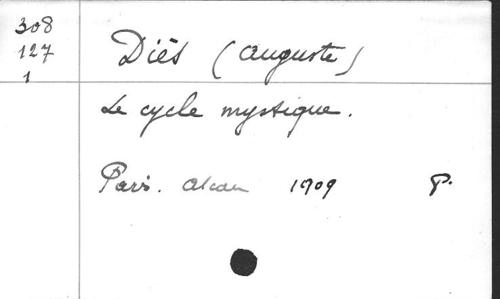 308
127
1
Diès (Auguste)
Le cycle mystique.
Paris. Alcan 1909 P.